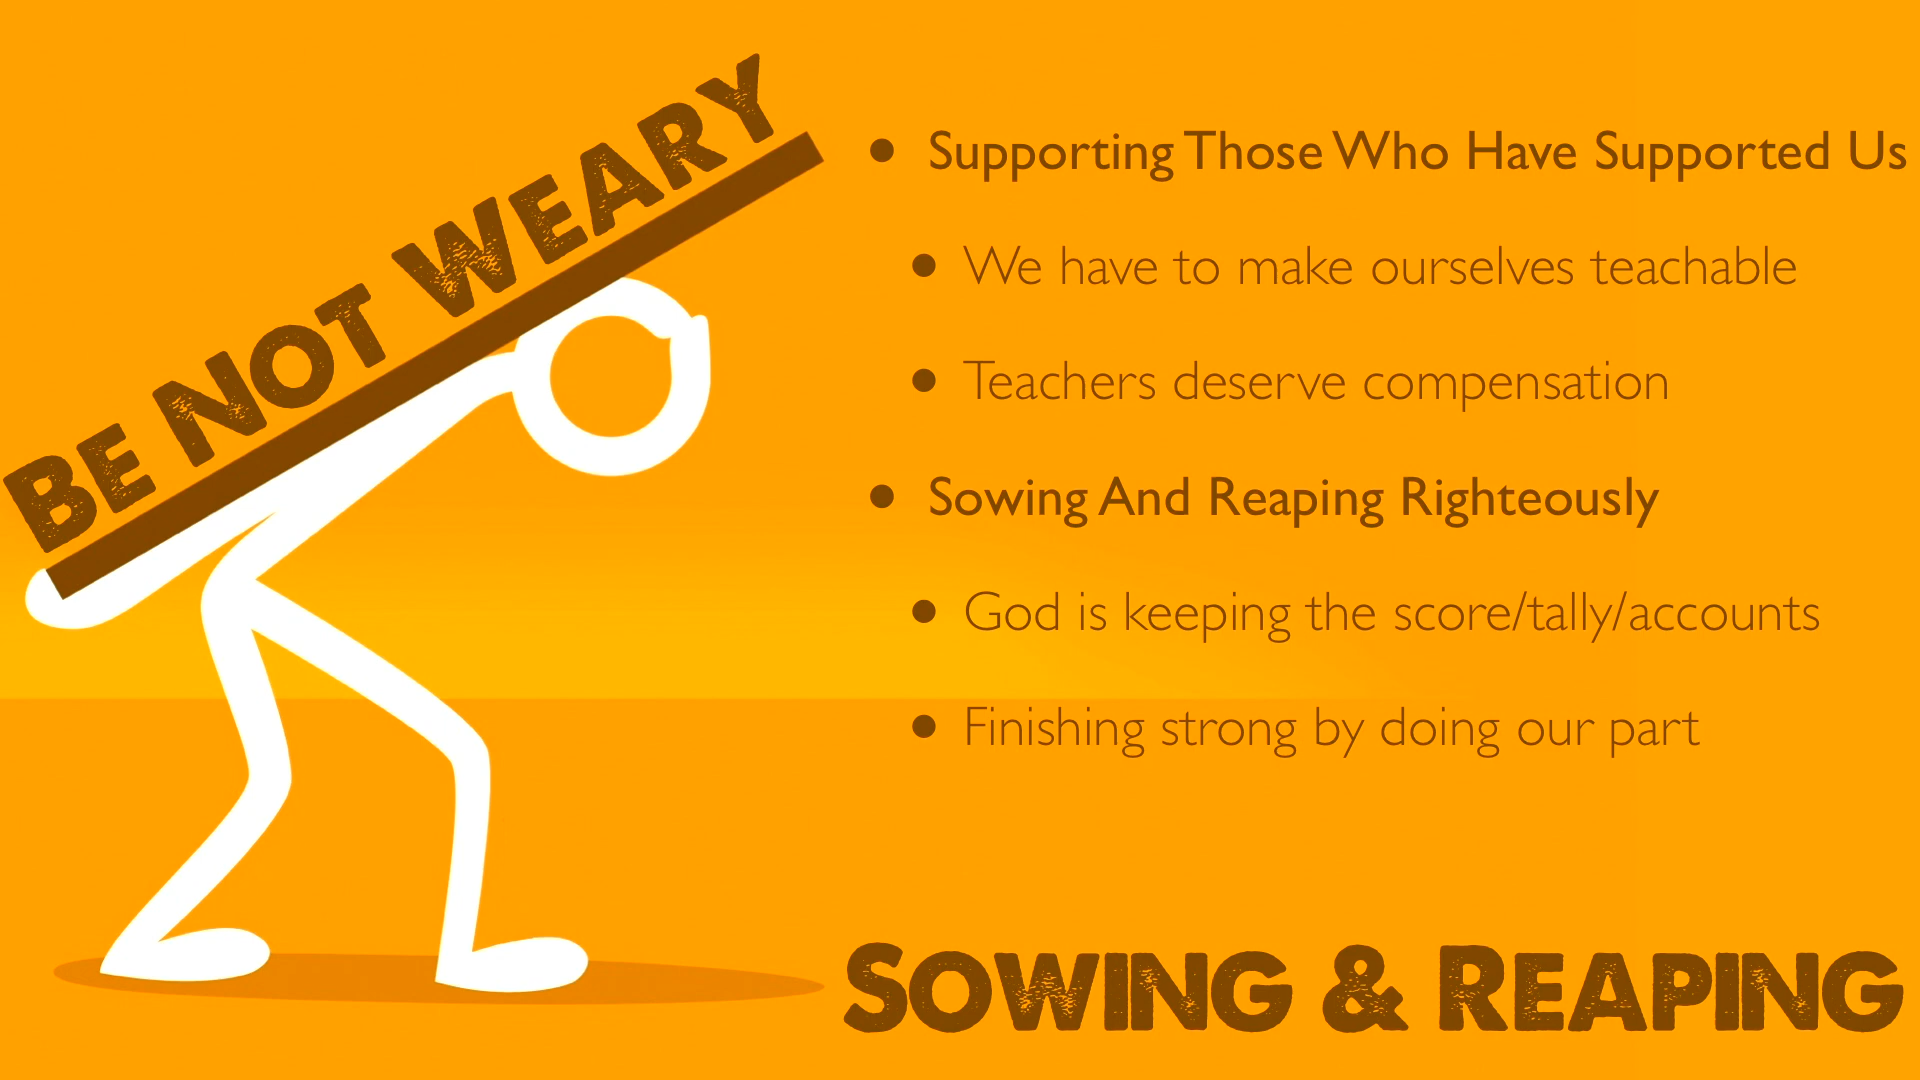 BE NOT WEARY
• Supporting Those Who Have Supported Us
• We have to make ourselves teachable
• Teachers deserve compensation
• Sowing And Reaping Righteously
• God is keeping the score/tally/accounts
• Finishing strong by doing our part
SOWING & REAPING